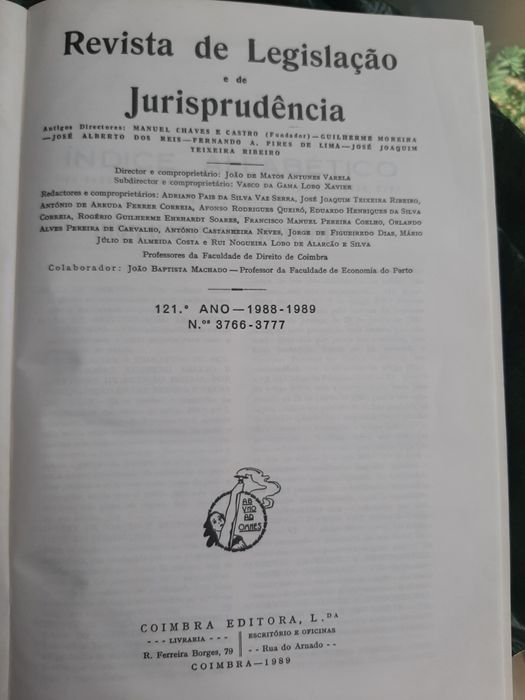 Revista de Legislação
e de
Jurisprudência
Antigos Directores: MANUEL CHAVES E CASTRO (Fundador)—GUILHERME MOREIRA
—JOSÉ ALBERTO DOS REIS—FERNANDO A. PIRES DE LIMA—JOSÉ JOAQUIM
TEIXEIRA RIBEIRO
Director e comproprietário: JOÃO DE MATOS ANTUNES VARELA
Subdirector e comproprietário: VASCO DA GAMA LOBO XAVIER
Redactores e comproprietários: ADRIANO PAIS DA SILVA VAZ SERRA, JOSÉ JOAQUIM TEIXEIRA RIBEIRO,
ANTÓNIO DE ARRUDA FERRER CORREIA, AFONSO RODRIGUES QUEIRÓ, EDUARDO HENRIQUES DA SILVA
CORREIA, ROGÉRIO GUILHERME EHRHARDT SOARES, FRANCISCO MANUEL PEREIRA COELHO, ORLANDO
ALVES PEREIRA DE CARVALHO, ANTÓNIO CASTANHEIRA NEVES, JORGE DE FIGUEIREDO DIAS, MÁRIO
JÚLIO DE ALMEIDA COSTA e RUI NOGUEIRA LOBO DE ALARCÃO E SILVA
Professores da Faculdade de Direito de Coimbra
Colaborador: JOÃO BAPTISTA MACHADO—Professor da Faculdade de Economia do Porto
121.º ANO—1988-1989
N.os 3766-3777
AB
VNO
AD
OMNES
COIMBRA EDITORA, L.DA
- - - LIVRARIA - - -
R. Ferreira Borges, 79
ESCRITÓRIO E OFICINAS
- - Rua do Arnado - -
COIMBRA—1989